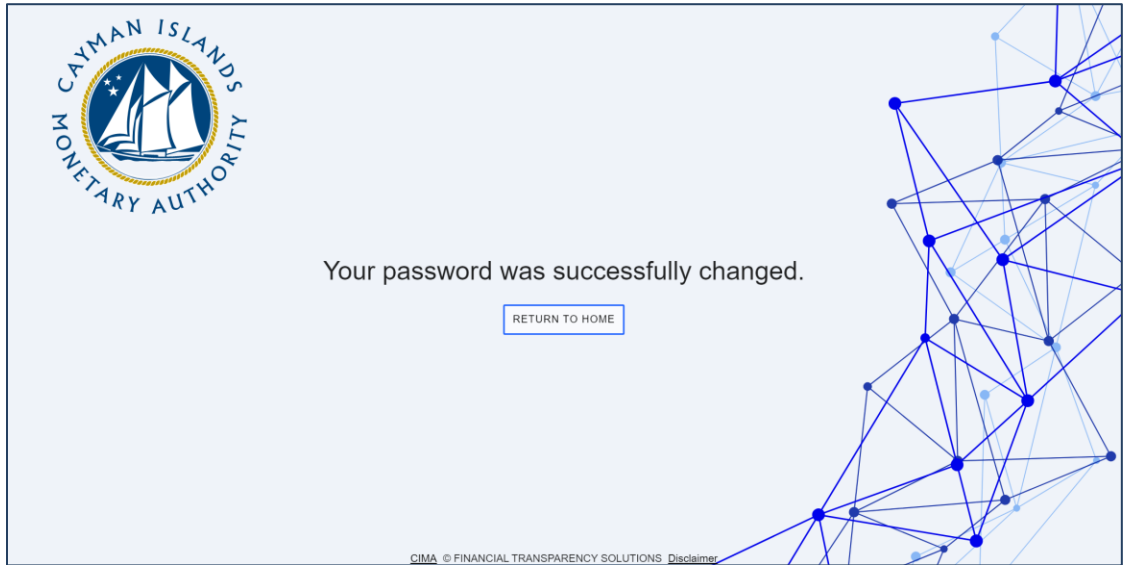 CAYMAN ISLANDS
MONETARY AUTHORITY
Your password was successfully changed.
RETURN TO HOME
CIMA © FINANCIAL TRANSPARENCY SOLUTIONS Disclaimer